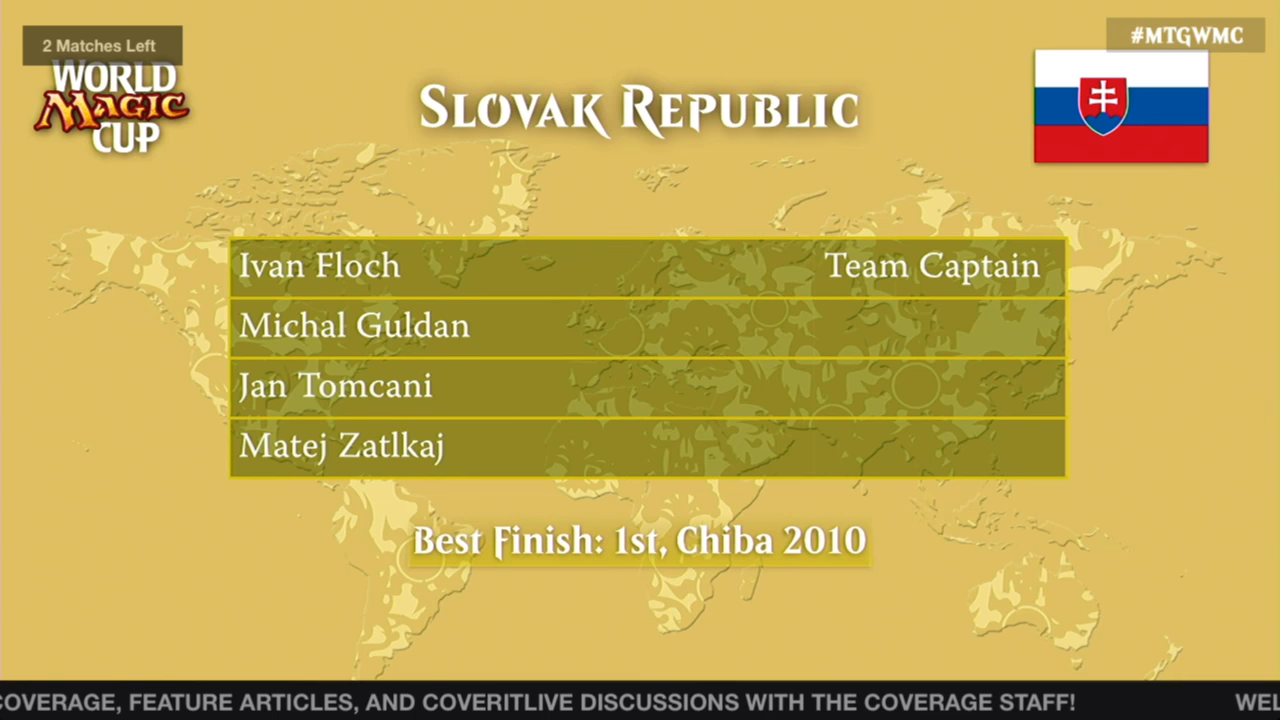 2 Matches Left
#MTGWMC
WORLD
MAGIC
CUP
Slovak Republic
Ivan Floch Team Captain
Michal Guldan
Jan Tomcani
Matej Zatlkaj
Best Finish: 1st, Chiba 2010
COVERAGE, FEATURE ARTICLES, AND COVERITLIVE DISCUSSIONS WITH THE COVERAGE STAFF!